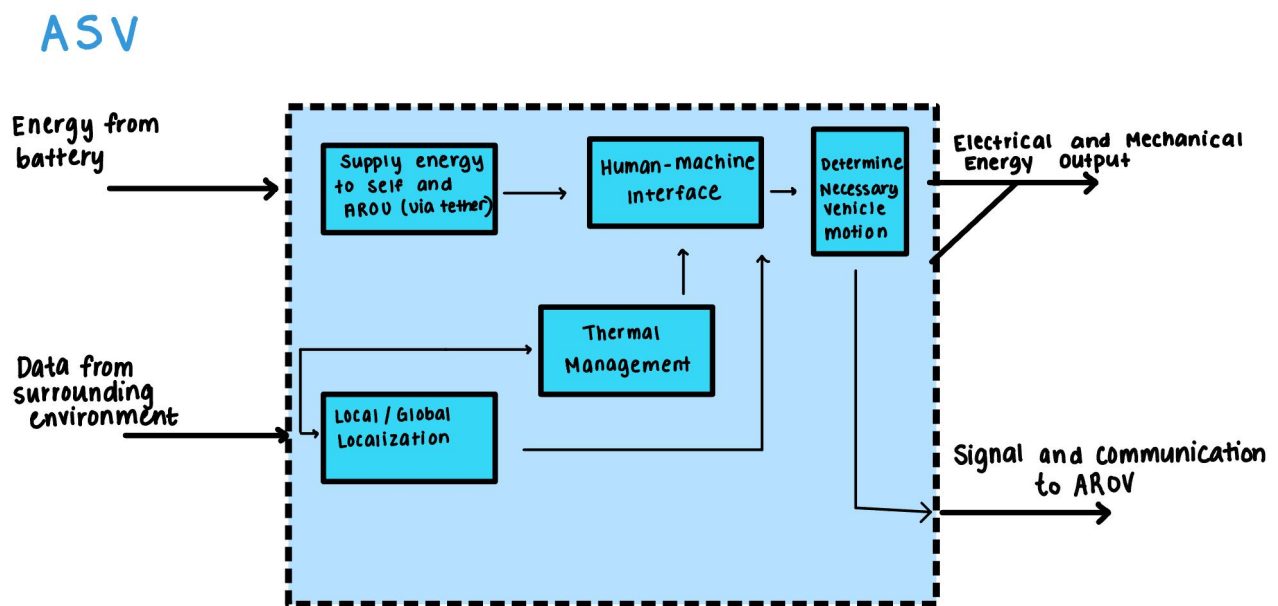 ASV
Energy from
battery
Supply energy
to self and
AROV (via tether)
Human-machine
Interface
Determine
Necessary
Vehicle
motion
Electrical and Mechanical
Energy Output
Thermal
Management
Data from
surrounding
environment
Local / Global
Localization
Signal and communication
to AROV